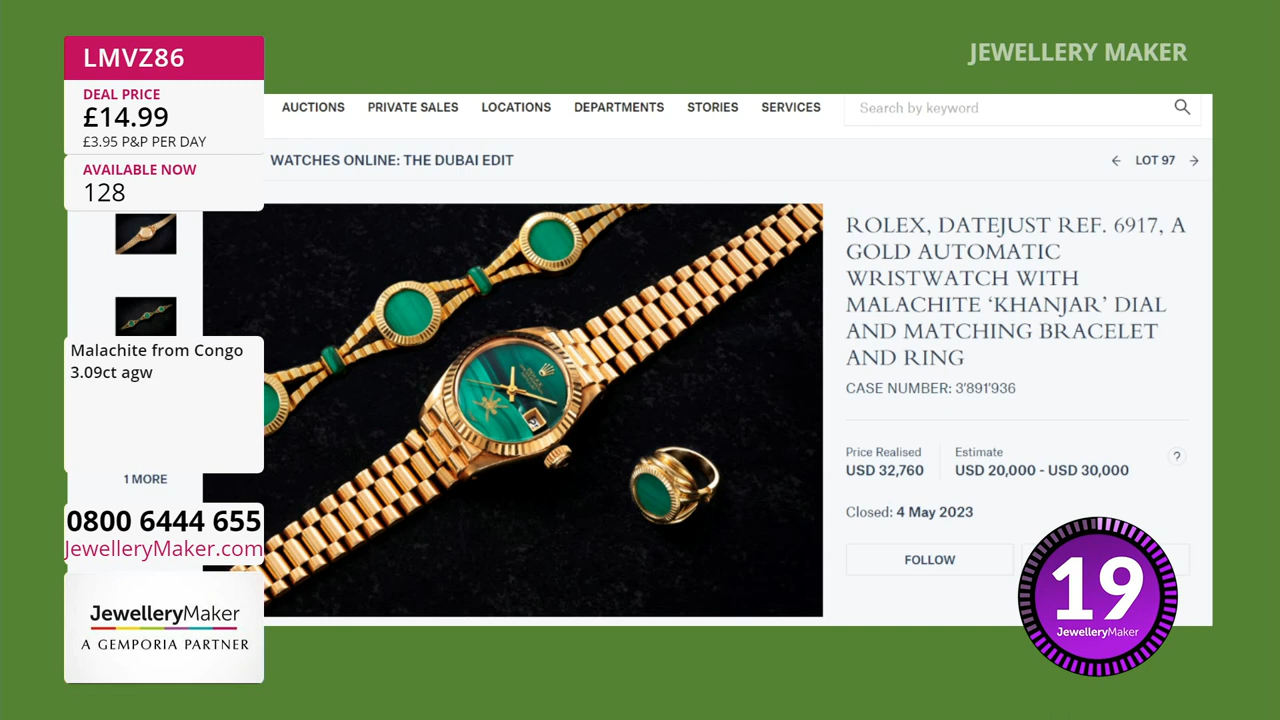 LMVZ86
DEAL PRICE
£14.99
£3.95 P&P PER DAY
AVAILABLE NOW
128
Malachite from Congo
3.09ct agw
1 MORE
0800 6444 655
JewelleryMaker.com
JewelleryMaker
A GEMPORIA PARTNER
JEWELLERY MAKER
AUCTIONS PRIVATE SALES LOCATIONS DEPARTMENTS STORIES SERVICES
Search by keyword
WATCHES ONLINE: THE DUBAI EDIT
LOT 97
ROLEX, DATEJUST REF. 6917, A
GOLD AUTOMATIC
WRISTWATCH WITH
MALACHITE ‘KHANJAR’ DIAL
AND MATCHING BRACELET
AND RING
CASE NUMBER: 3’891’936
Price Realised
USD 32,760
Estimate
USD 20,000 - USD 30,000
?
Closed: 4 May 2023
FOLLOW
19
JewelleryMaker